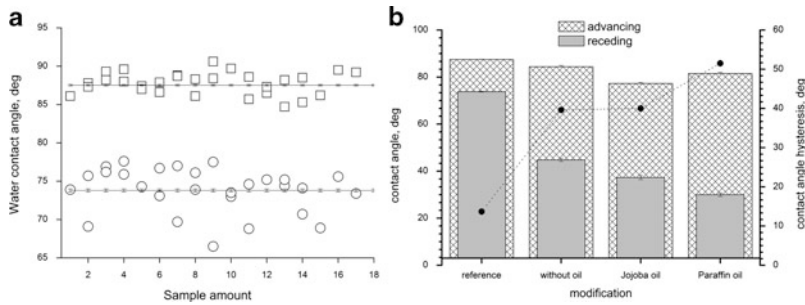 a
95
90
85
80
75
70
65
Water contact angle, deg
2 4 6 8 10 12 14 16 18
Sample amount
b
advancing
receding
100
80
60
40
20
0
contact angle, deg
60
50
40
30
20
10
0
contact angle hysteresis, deg
reference without oil Jojoba oil Paraffin oil
modification